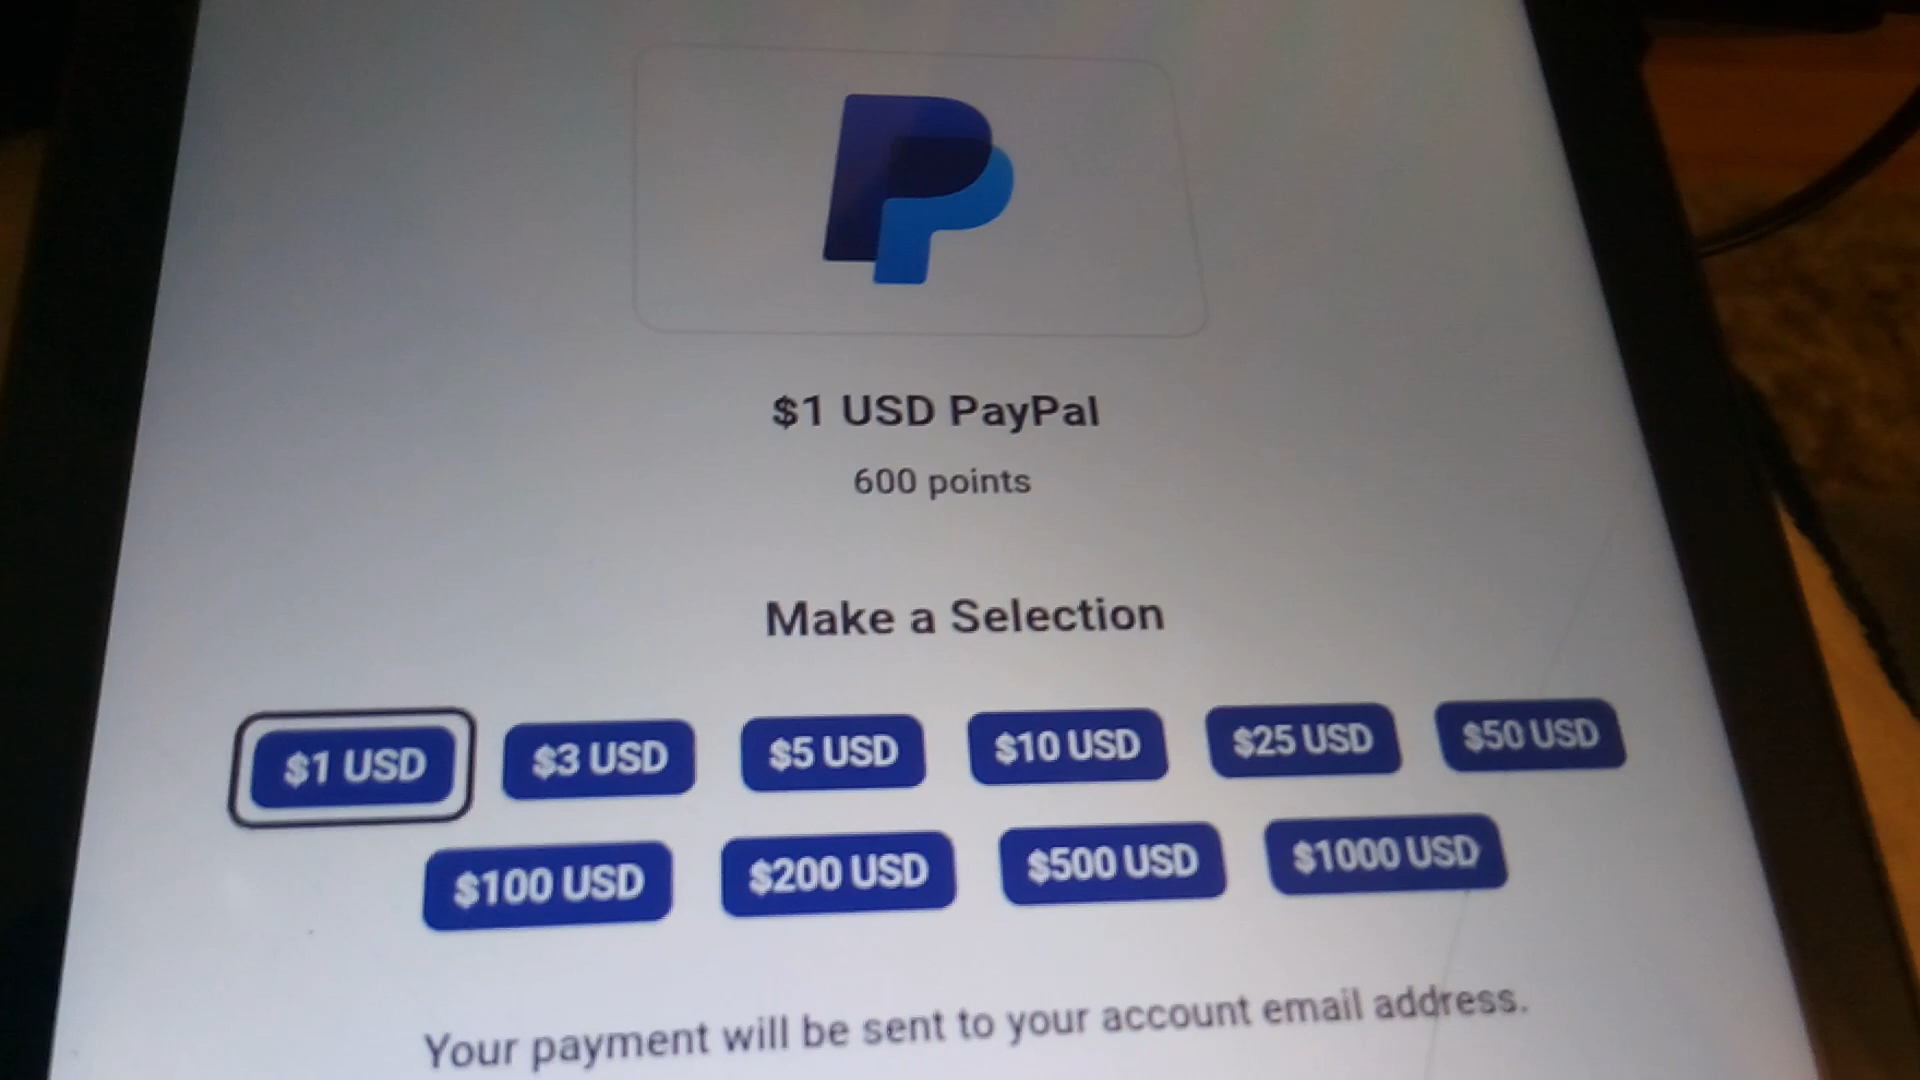 $1 USD PayPal
600 points
Make a Selection
$1 USD $3 USD $5 USD $10 USD $25 USD $50 USD
$100 USD $200 USD $500 USD $1000 USD
Your payment will be sent to your account email address.